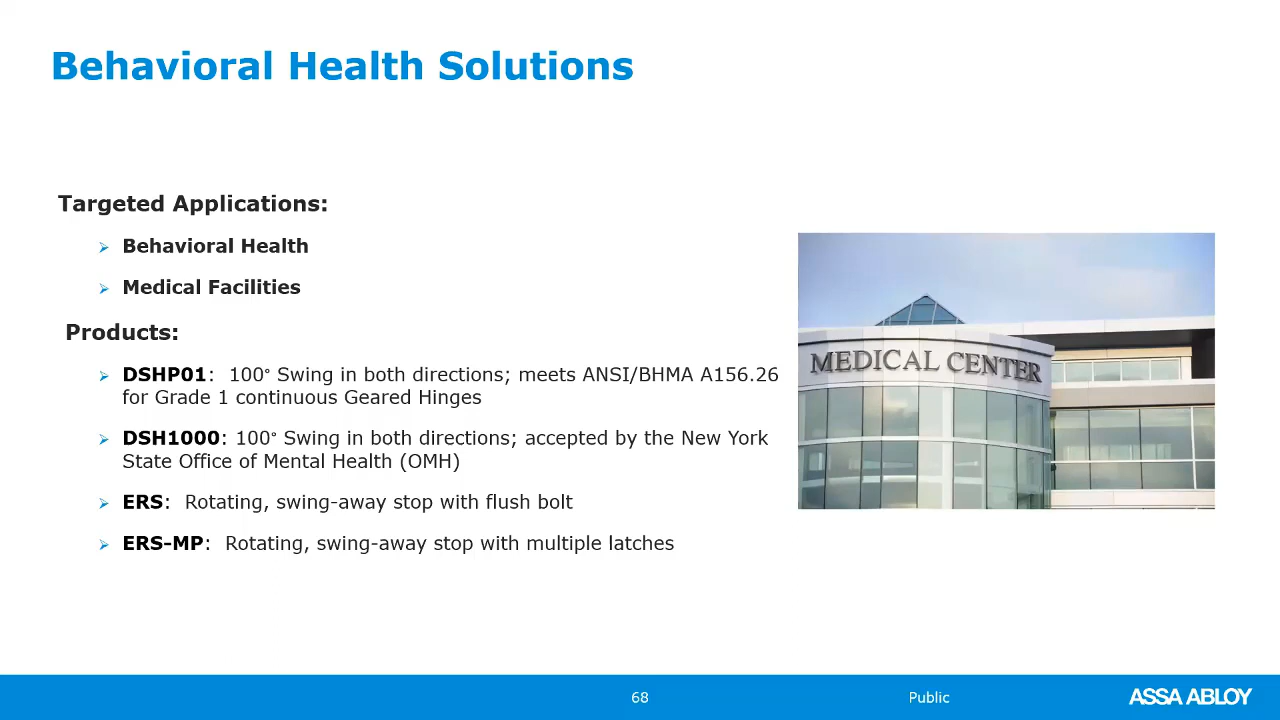 Behavioral Health Solutions
Targeted Applications:
Behavioral Health
Medical Facilities
Products:
DSHP01: 100° Swing in both directions; meets ANSI/BHMA A156.26
for Grade 1 continuous Geared Hinges
DSH1000: 100° Swing in both directions; accepted by the New York
State Office of Mental Health (OMH)
ERS: Rotating, swing-away stop with flush bolt
ERS-MP: Rotating, swing-away stop with multiple latches
MEDICAL CENTER
68
Public
ASSA ABLOY